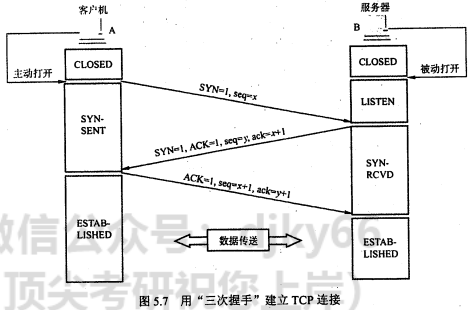 客户机
服务器
A
B
主动打开
CLOSED
CLOSED
被动打开
SYN=1, seq=x
LISTEN
SYN-
SENT
SYN=1, ACK=1, seq=y, ack=x+1
SYN-
RCVD
ACK=1, seq=x+1, ack=y+1
ESTAB-
LISHED
数据传送
ESTAB-
LISHED
微信公众号：djky66
顶尖考研祝您上岸）
图 5.7 用“三次握手”建立 TCP 连接